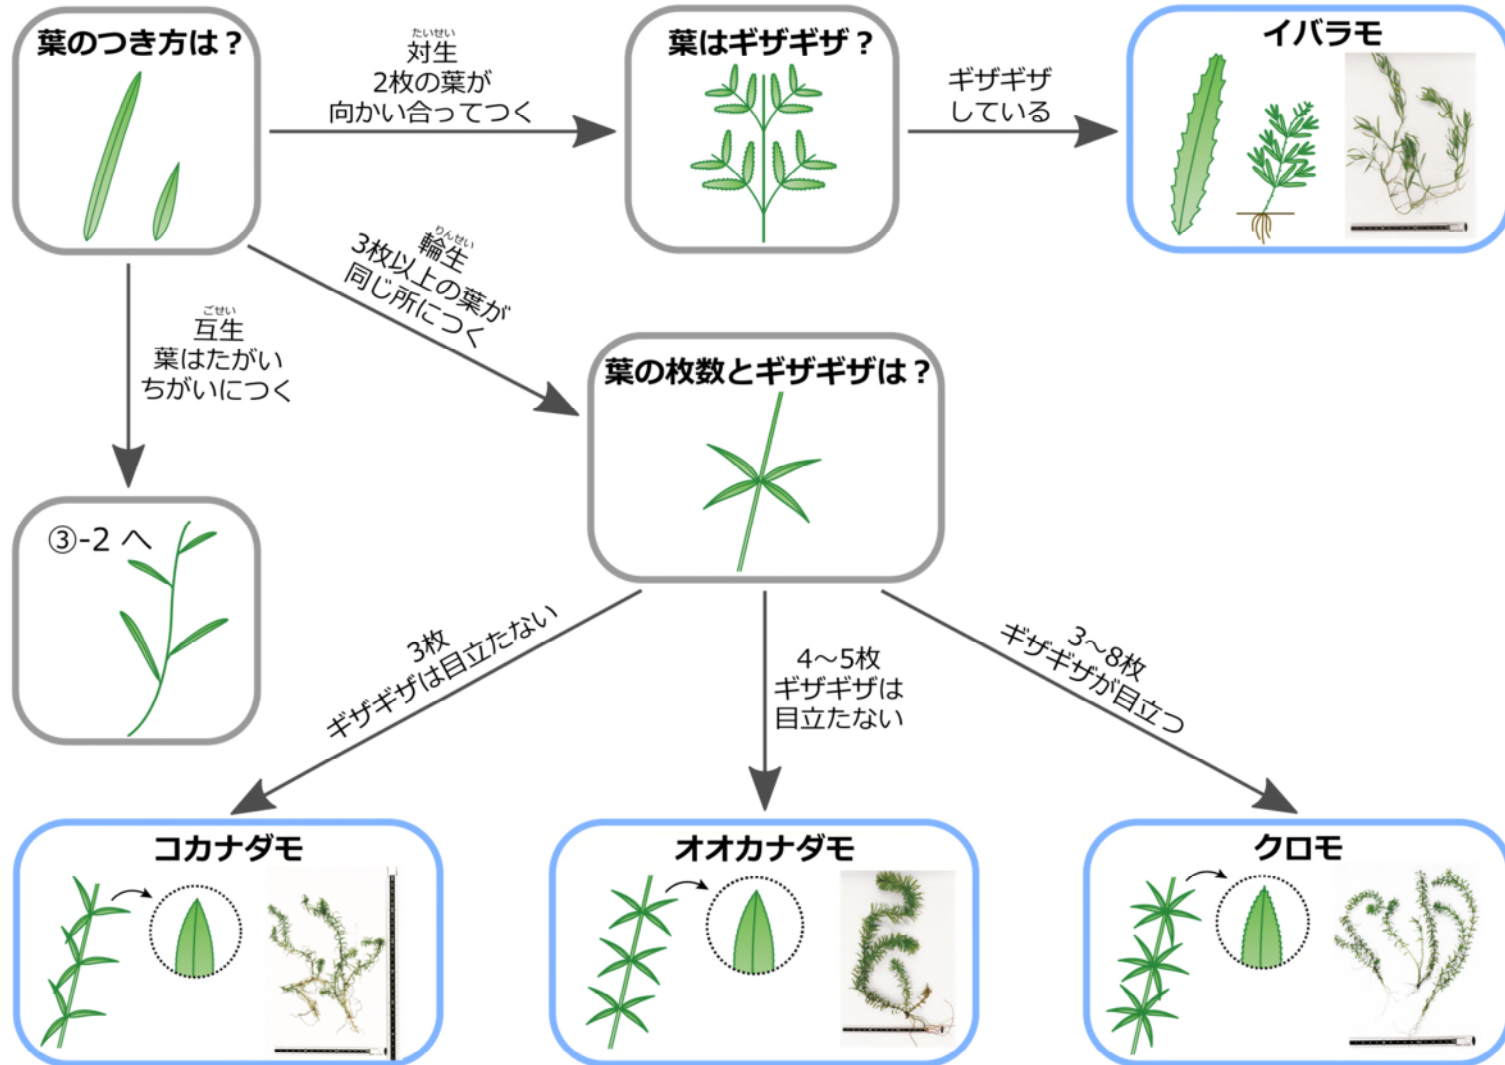 葉のつき方は？
たいせい
対生
2枚の葉が
向かい合ってつく
葉はギザギザ？
ギザギザ
している
イバラモ
りんせい
輪生
3枚以上の葉が
同じ所につく
ごせい
互生
葉はたがい
ちがいにつく
葉の枚数とギザギザは？
③-2 へ
3枚
ギザギザは目立たない
4～5枚
ギザギザは
目立たない
3～8枚
ギザギザが目立つ
コカナダモ
オオカナダモ
クロモ